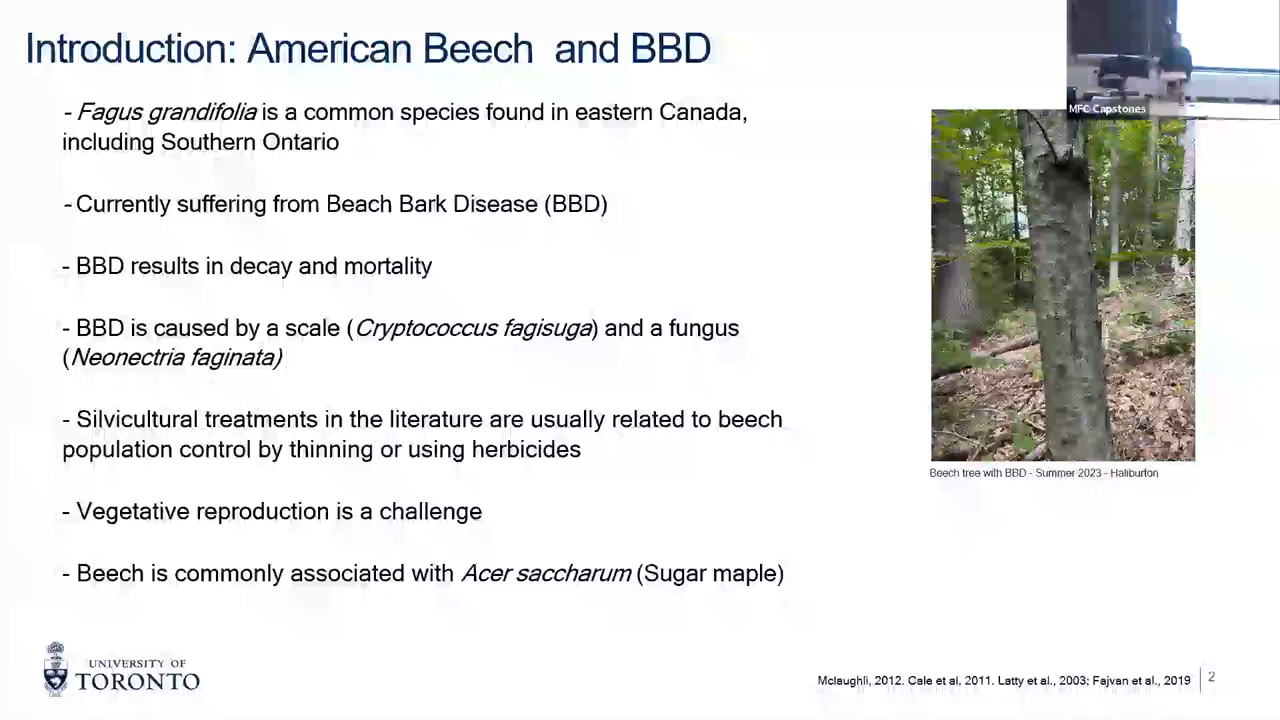 Introduction: American Beech and BBD
MFC Capstones
- Fagus grandifolia is a common species found in eastern Canada,
including Southern Ontario
- Currently suffering from Beach Bark Disease (BBD)
- BBD results in decay and mortality
- BBD is caused by a scale (Cryptococcus fagisuga) and a fungus
(Neonectria faginata)
- Silvicultural treatments in the literature are usually related to beech
population control by thinning or using herbicides
- Vegetative reproduction is a challenge
- Beech is commonly associated with Acer saccharum (Sugar maple)
Beech tree with BBD - Summer 2023 - Haliburton
UNIVERSITY OF
TORONTO
Mclaughli, 2012. Cale et al, 2011. Latty et al., 2003; Fajvan et al., 2019
2